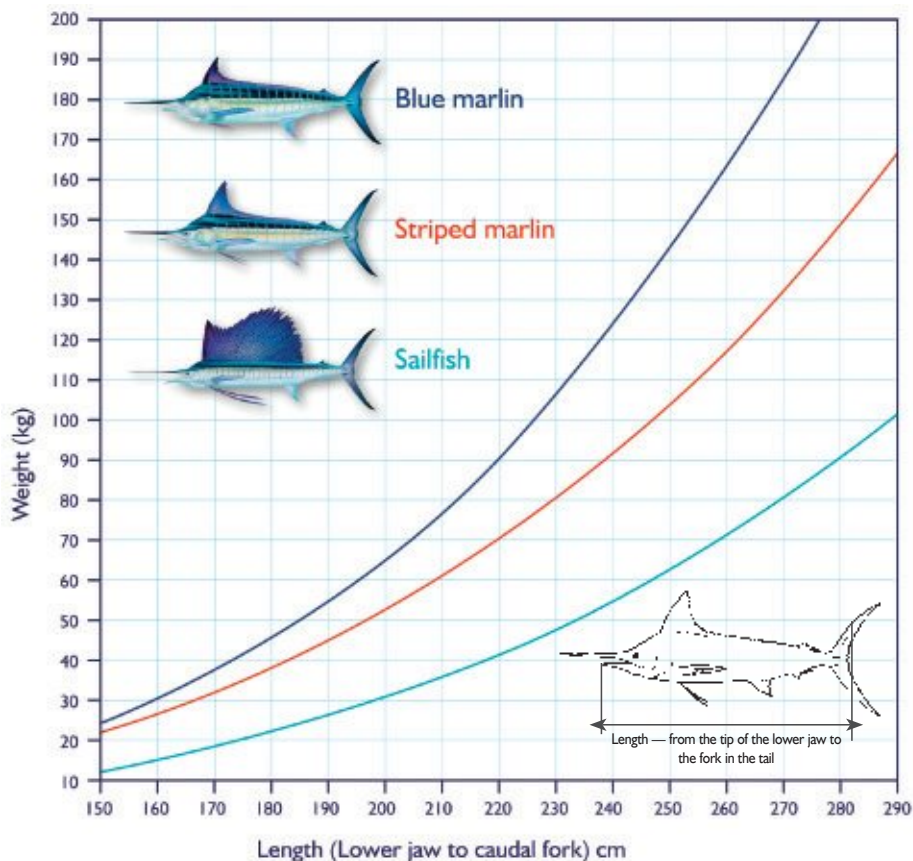 200
190
180
170
160
150
140
130
120
110
100
90
80
70
60
50
40
30
20
10
Weight (kg)
Blue marlin
Striped marlin
Sailfish
Length — from the tip of the lower jaw to
the fork in the tail
150 160 170 180 190 200 210 220 230 240 250 260 270 280 290
Length (Lower jaw to caudal fork) cm